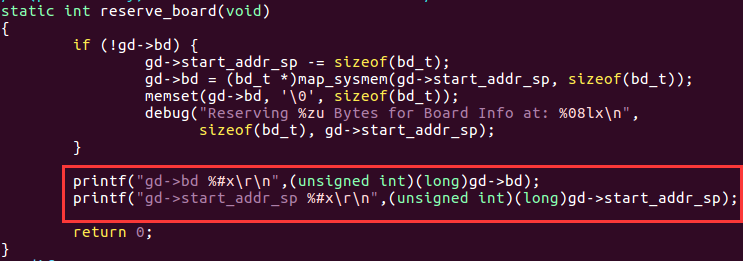 static int reserve_board(void)
{
        if (!gd->bd) {
                gd->start_addr_sp -= sizeof(bd_t);
                gd->bd = (bd_t *)map_sysmem(gd->start_addr_sp, sizeof(bd_t));
                memset(gd->bd, '\0', sizeof(bd_t));
                debug("Reserving %zu Bytes for Board Info at: %08lx\n",
                      sizeof(bd_t), gd->start_addr_sp);
        }

        printf("gd->bd %#x\r\n",(unsigned int)(long)gd->bd);
        printf("gd->start_addr_sp %#x\r\n",(unsigned int)(long)gd->start_addr_sp);

        return 0;
}